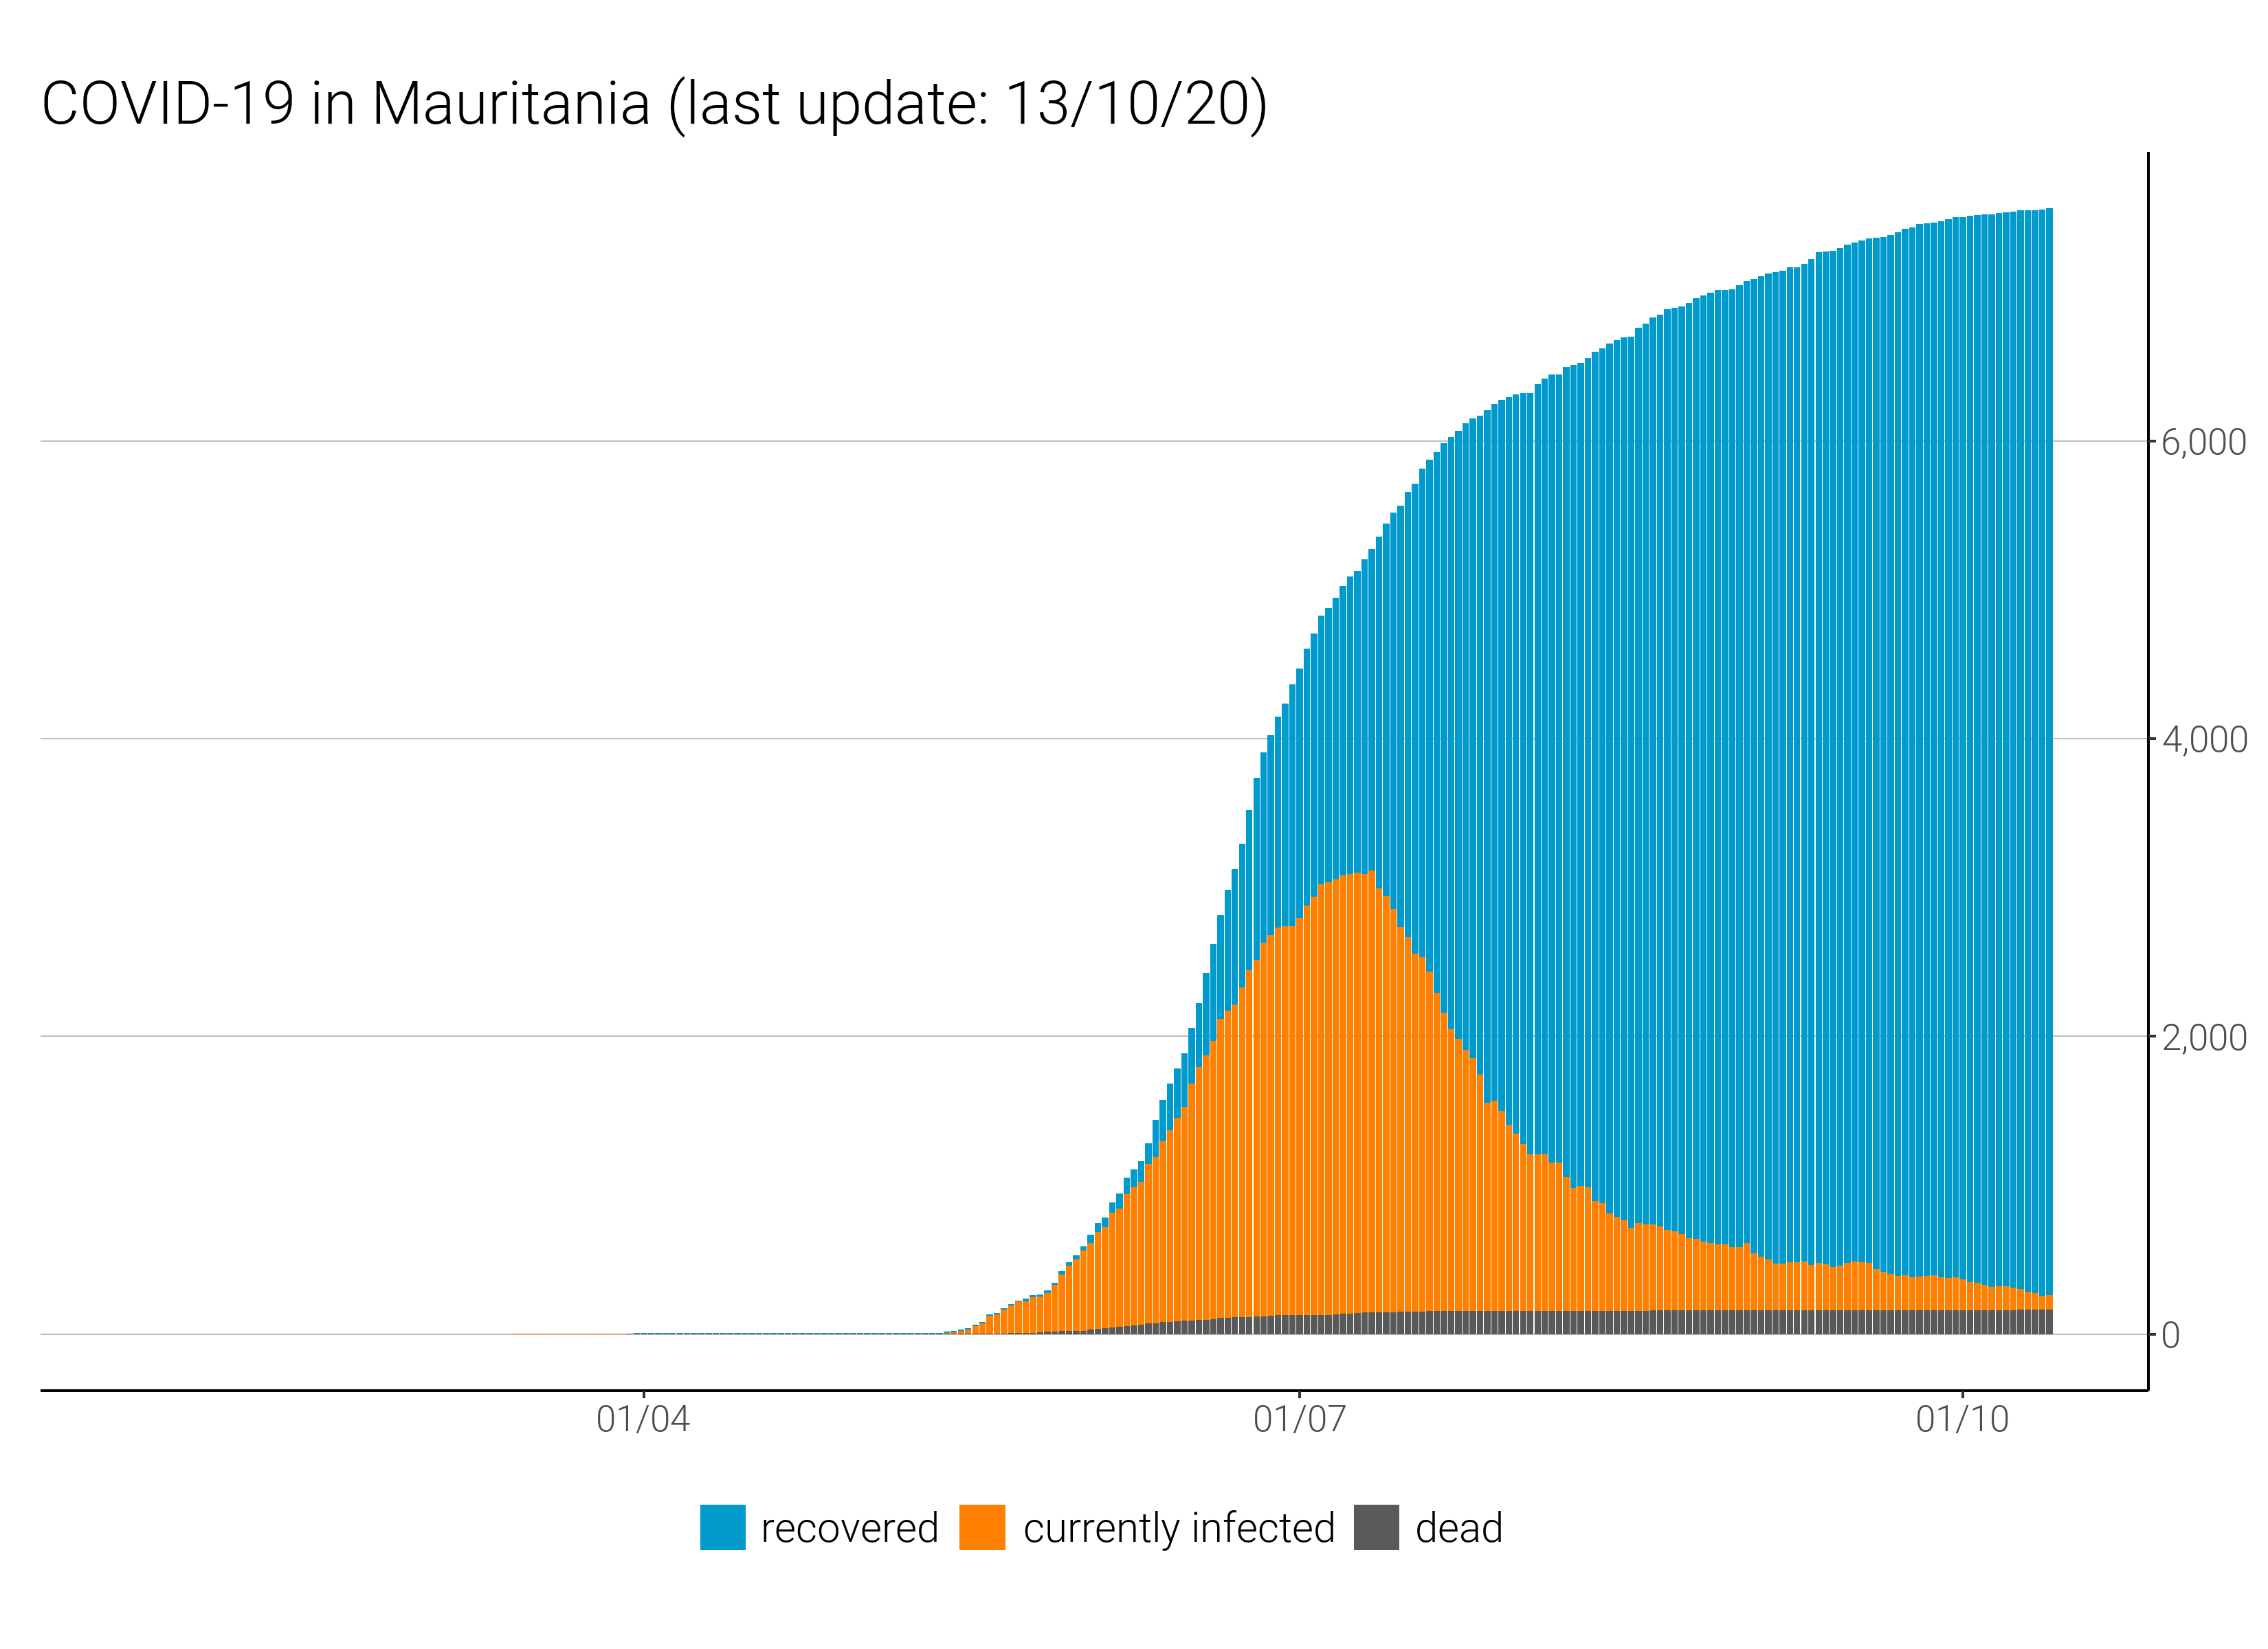 COVID-19 in Mauritania (last update: 13/10/20)
6,000
4,000
2,000
0
01/04 01/07 01/10
recovered currently infected dead